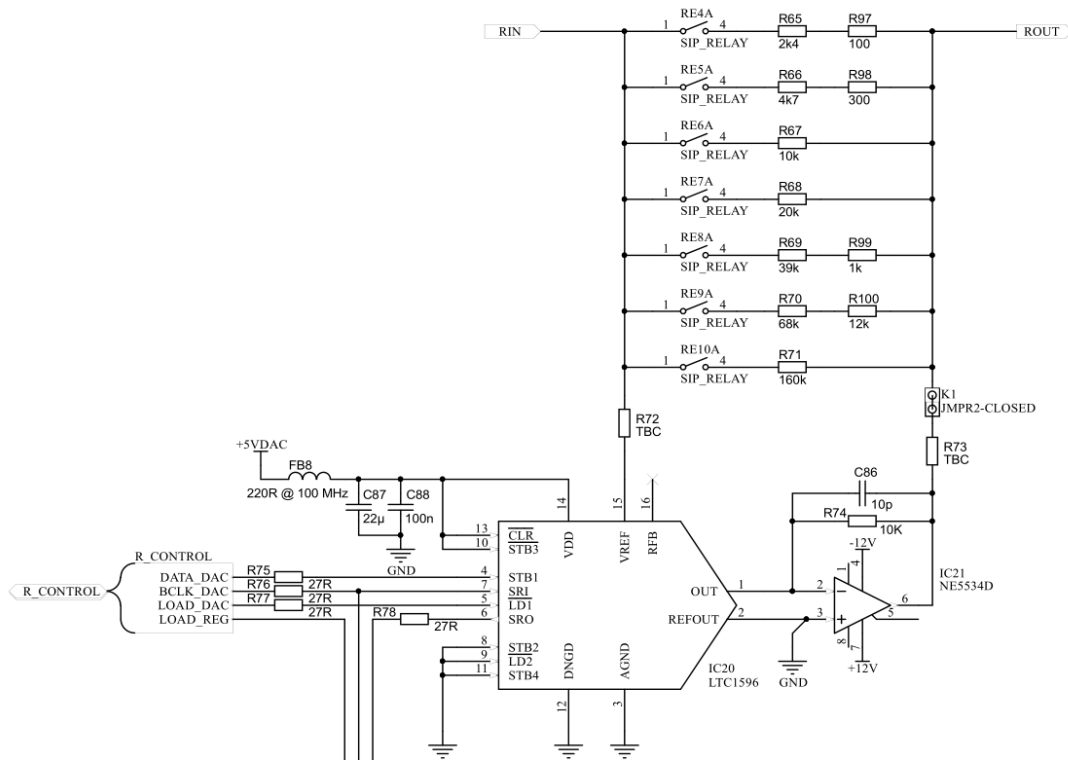 RIN
1
RE4A
4
SIP_RELAY
R65
2k4
R97
100
ROUT
1
RE5A
4
SIP_RELAY
R66
4k7
R98
300
1
RE6A
4
SIP_RELAY
R67
10k
1
RE7A
4
SIP_RELAY
R68
20k
1
RE8A
4
SIP_RELAY
R69
39k
R99
1k
1
RE9A
4
SIP_RELAY
R70
68k
R100
12k
1
RE10A
4
SIP_RELAY
R71
160k
R72
TBC
K1
JMPR2-CLOSED
R73
TBC
+5VDAC
FB8
220R @ 100 MHz
C87
22µ
C88
100n
GND
C86
10p
R74
10K
14
15
16
VDD
VREF
RFB
13
CLR
10
STB3
R_CONTROL
R_CONTROL
DATA_DAC
BCLK_DAC
LOAD_DAC
LOAD_REG
R75
27R
R76
27R
R77
27R
R78
27R
4
STB1
7
SRI
5
LD1
6
SRO
8
STB2
9
LD2
11
STB4
OUT
1
REFOUT
2
DNGD
AGND
12
3
IC20
LTC1596
GND
-12V
1
4
2
3
6
5
8
7
+12V
IC21
NE5534D